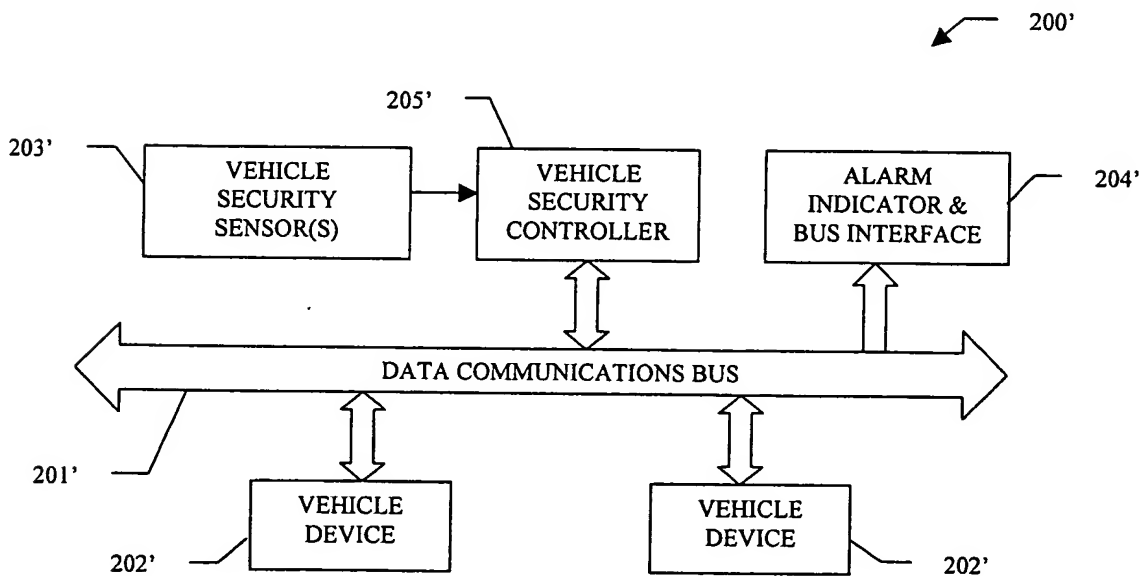 200’
205’
203’
VEHICLE
SECURITY
SENSOR(S)
VEHICLE
SECURITY
CONTROLLER
ALARM
INDICATOR &
BUS INTERFACE
204’
DATA COMMUNICATIONS BUS
201’
VEHICLE
DEVICE
VEHICLE
DEVICE
202’
202’